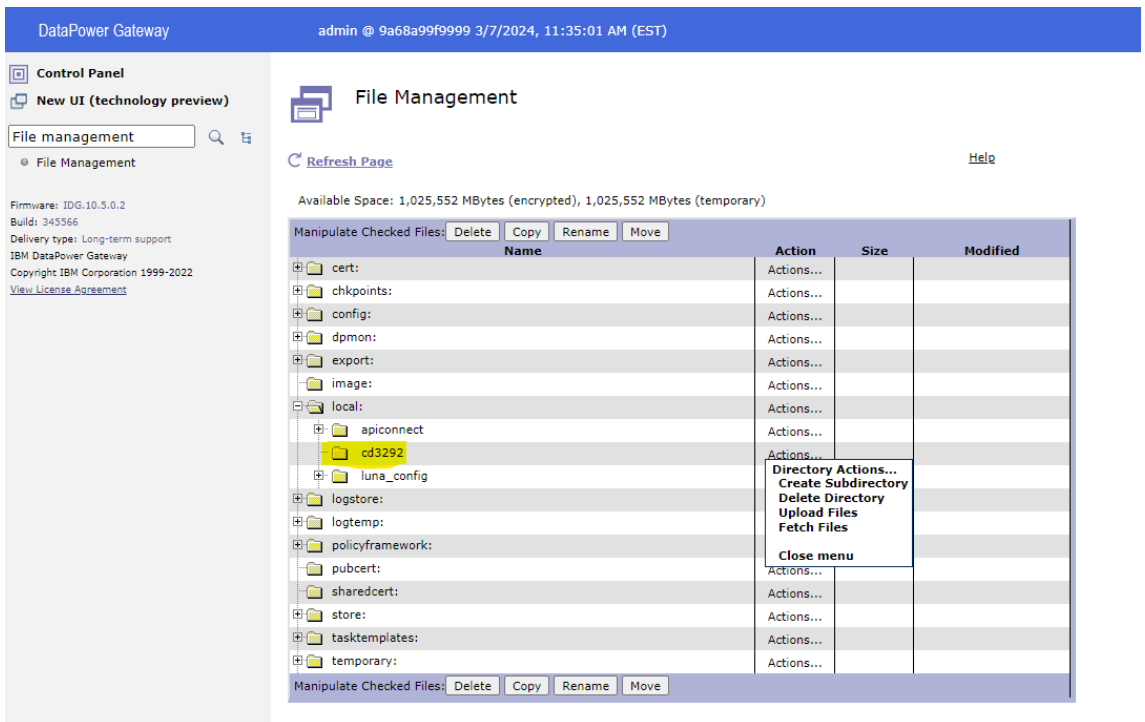 DataPower Gateway
admin @ 9a68a99f9999 3/7/2024, 11:35:01 AM (EST)
Control Panel
New UI (technology preview)
File management
File Management
Firmware: IDG.10.5.0.2
Build: 345566
Delivery type: Long-term support
IBM DataPower Gateway
Copyright IBM Corporation 1999-2022
View License Agreement
File Management
Refresh Page
Help
Available Space: 1,025,552 MBytes (encrypted), 1,025,552 MBytes (temporary)
Manipulate Checked Files: Delete Copy Rename Move
Name Action Size Modified
cert: Actions...
chkpoints: Actions...
config: Actions...
dpmon: Actions...
export: Actions...
image: Actions...
local: Actions...
apiconnect Actions...
cd3292 Actions...
luna_config
Directory Actions...
Create Subdirectory
Delete Directory
Upload Files
Fetch Files
Close menu
logstore:
logtemp:
policyframework:
pubcert: Actions...
sharedcert: Actions...
store: Actions...
tasktemplates: Actions...
temporary: Actions...
Manipulate Checked Files: Delete Copy Rename Move